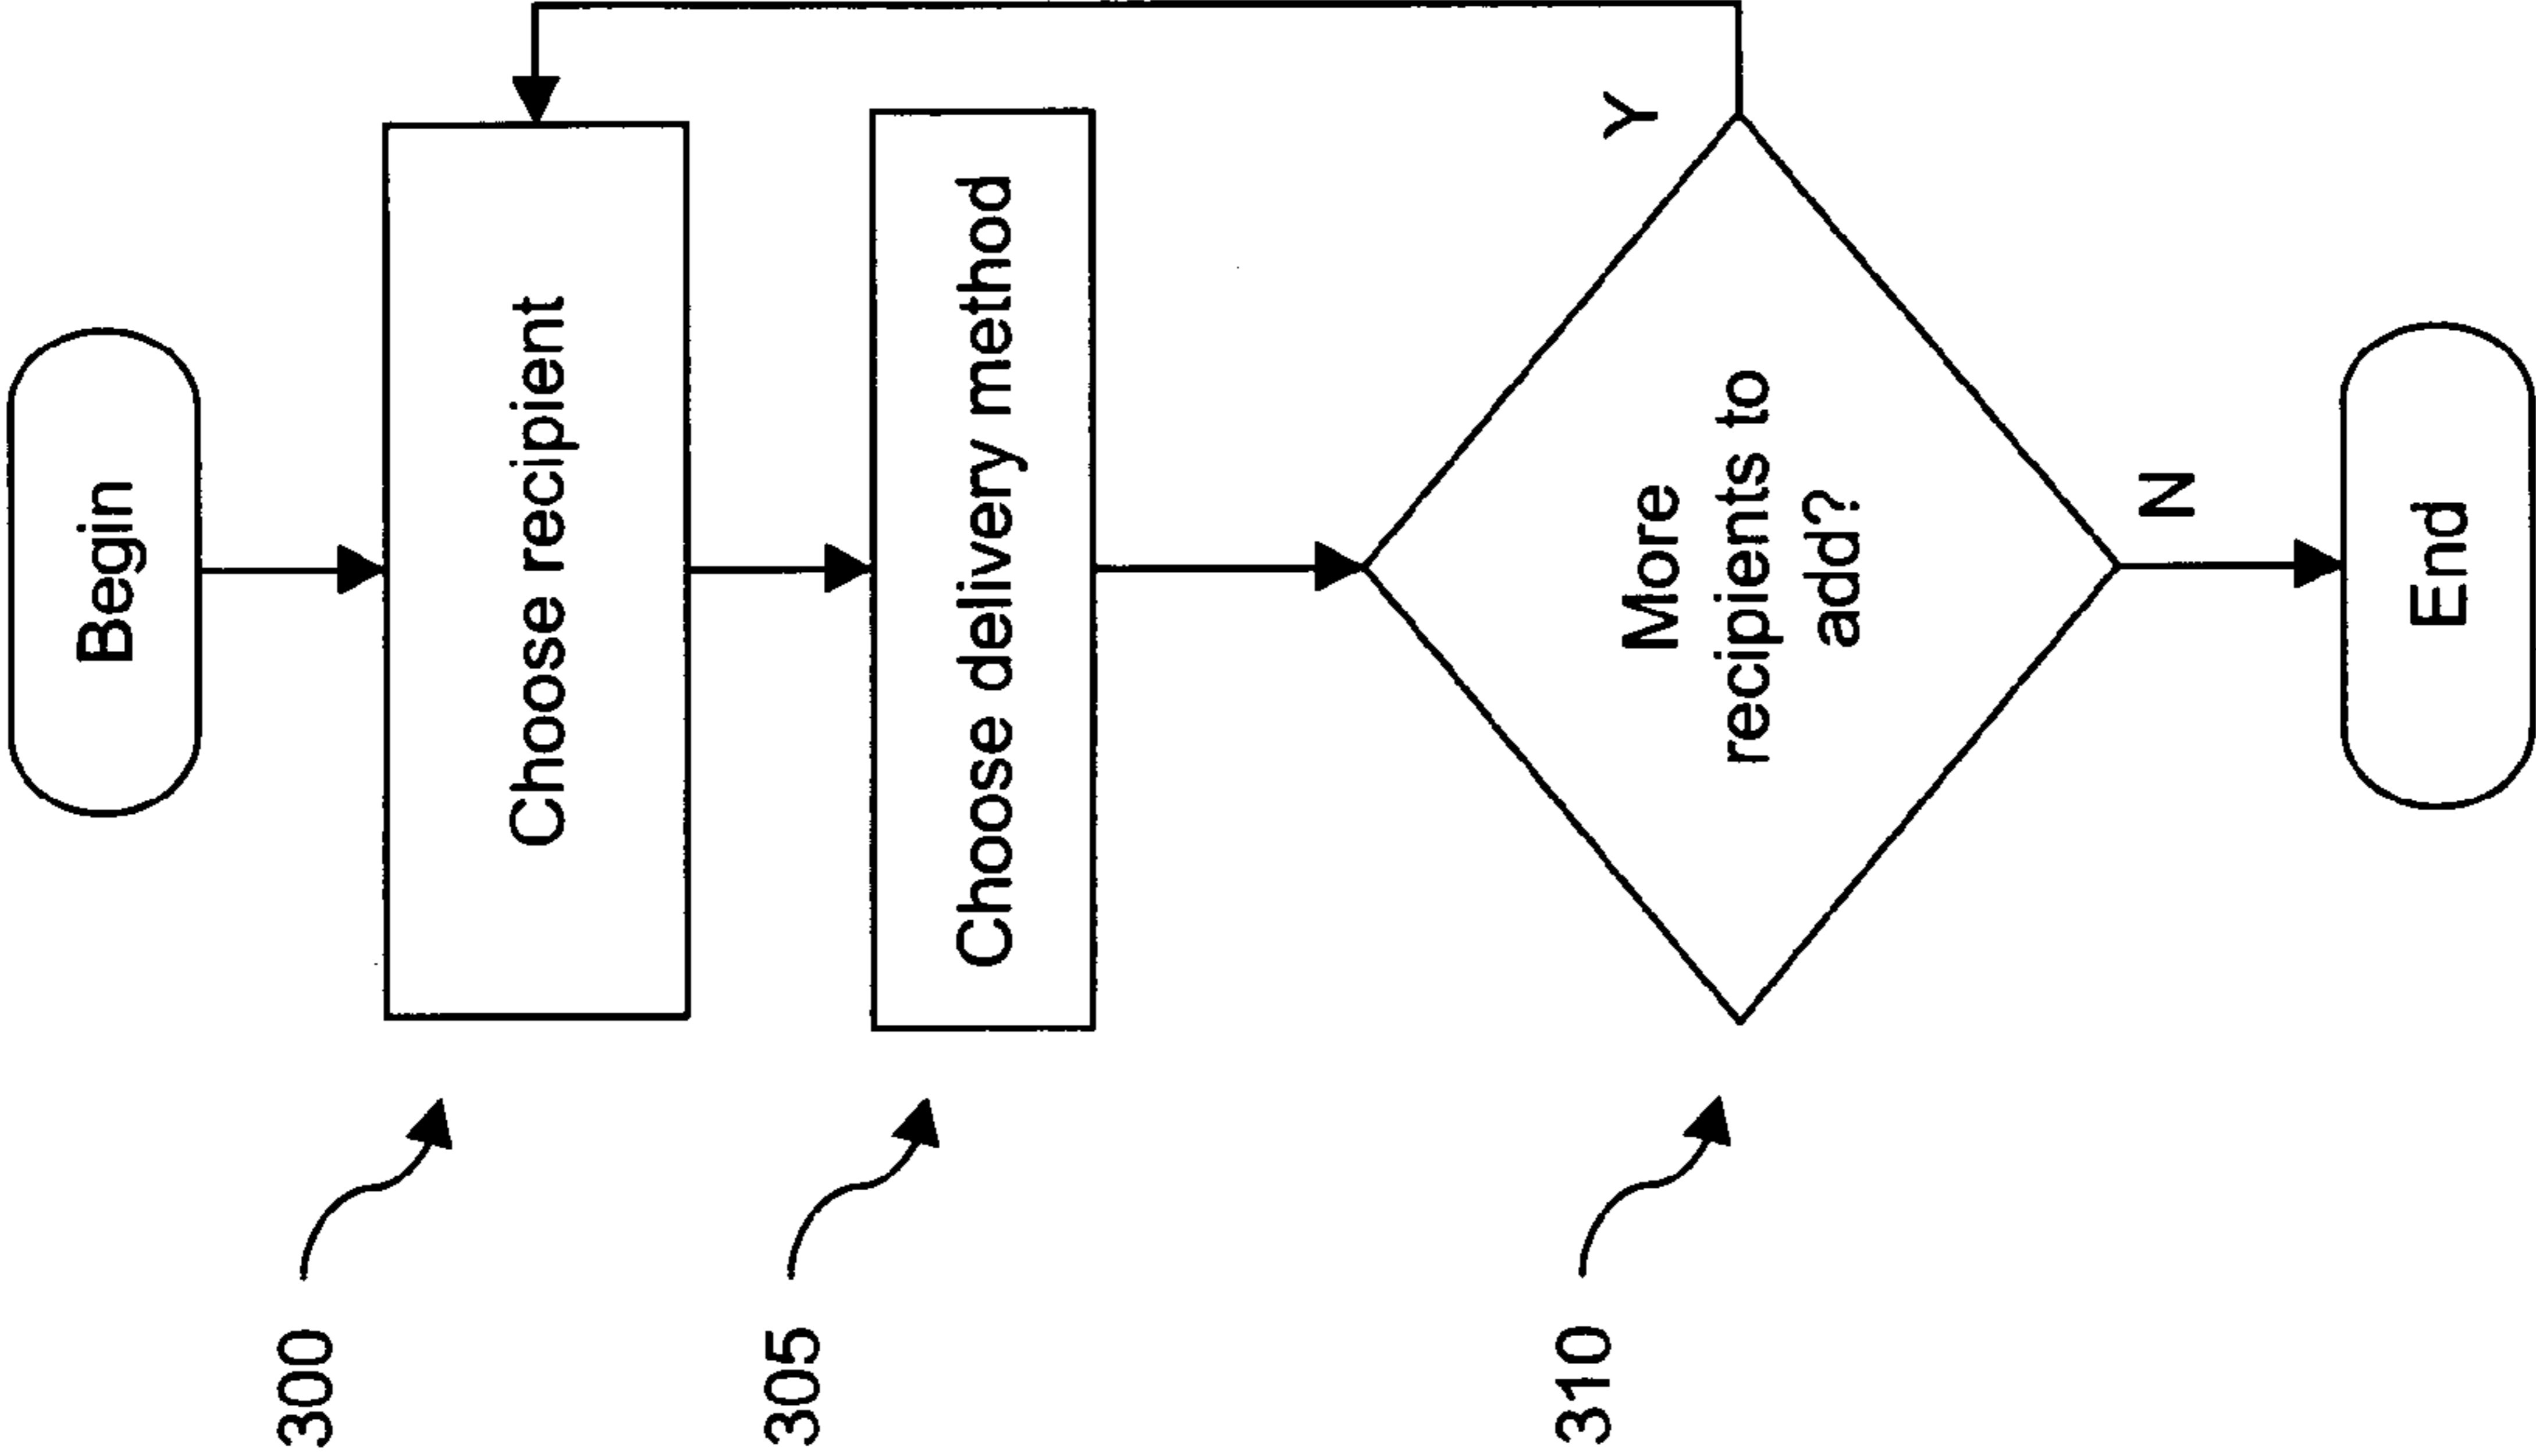 Begin
300
Choose recipient
305
Choose delivery method
310
More
recipients to
add?
Y
N
End